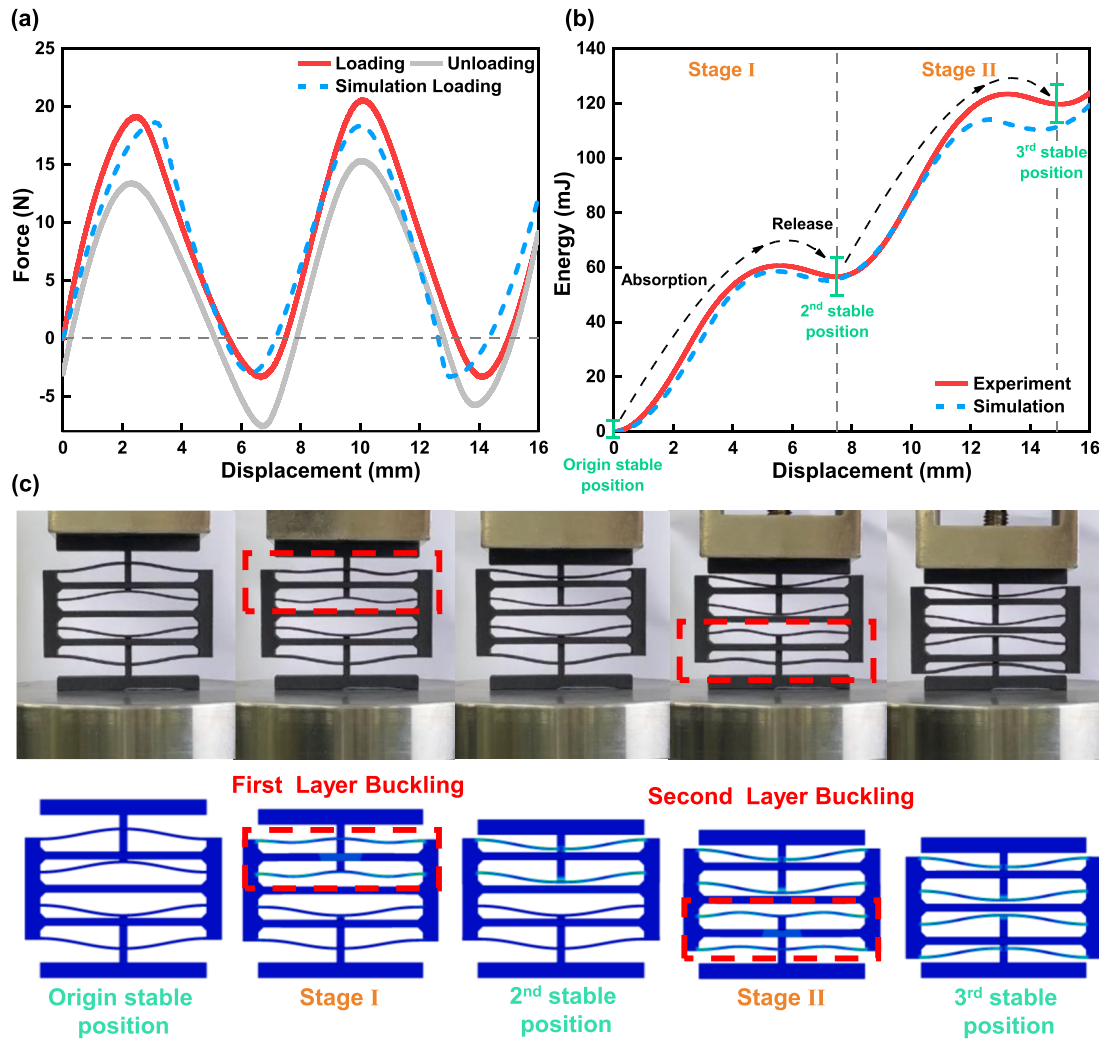 (a)
25
20
15
10
5
0
-5
Force (N)
0 2 4 6 8 10 12 14 16
Displacement (mm)
Loading Unloading
Simulation Loading
(b)
140
120
100
80
60
40
20
0
Energy (mJ)
0 2 4 6 8 10 12 14 16
Displacement (mm)
Stage I
Stage II
Absorption
Release
Origin stable
position
2nd stable
position
3rd stable
position
Experiment
Simulation
(c)
First Layer Buckling
Second Layer Buckling
Origin stable
position
Stage I
2nd stable
position
Stage II
3rd stable
position